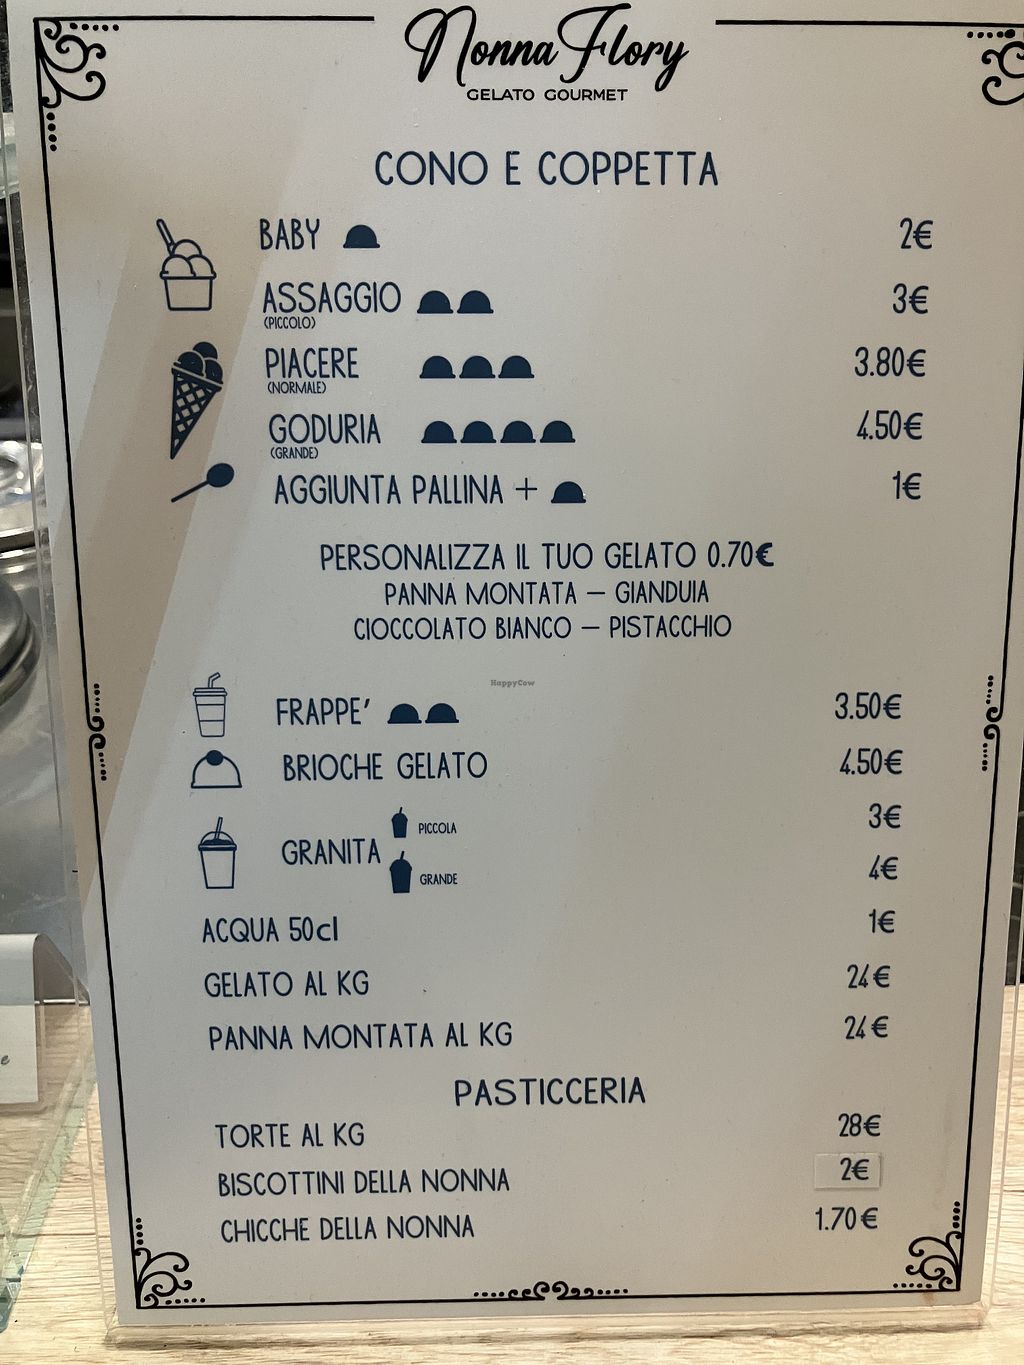 Nonna Flory
GELATO GOURMET
CONO E COPPETTA
BABY 2€
ASSAGGIO 3€
(PICCOLO)
PIACERE 3.80€
(NORMALE)
GODURIA 4.50€
(GRANDE)
AGGIUNTA PALLINA + 1€
PERSONALIZZA IL TUO GELATO 0.70€
PANNA MONTATA – GIANDUIA
CIOCCOLATO BIANCO – PISTACCHIO
HappyCow
FRAPPE' 3.50€
BRIOCHE GELATO 4.50€
GRANITA
PICCOLA 3€
GRANDE 4€
ACQUA 50cl 1€
GELATO AL KG 24€
PANNA MONTATA AL KG 24€
PASTICCERIA
TORTE AL KG 28€
BISCOTTINI DELLA NONNA 2€
CHICCHE DELLA NONNA 1.70€